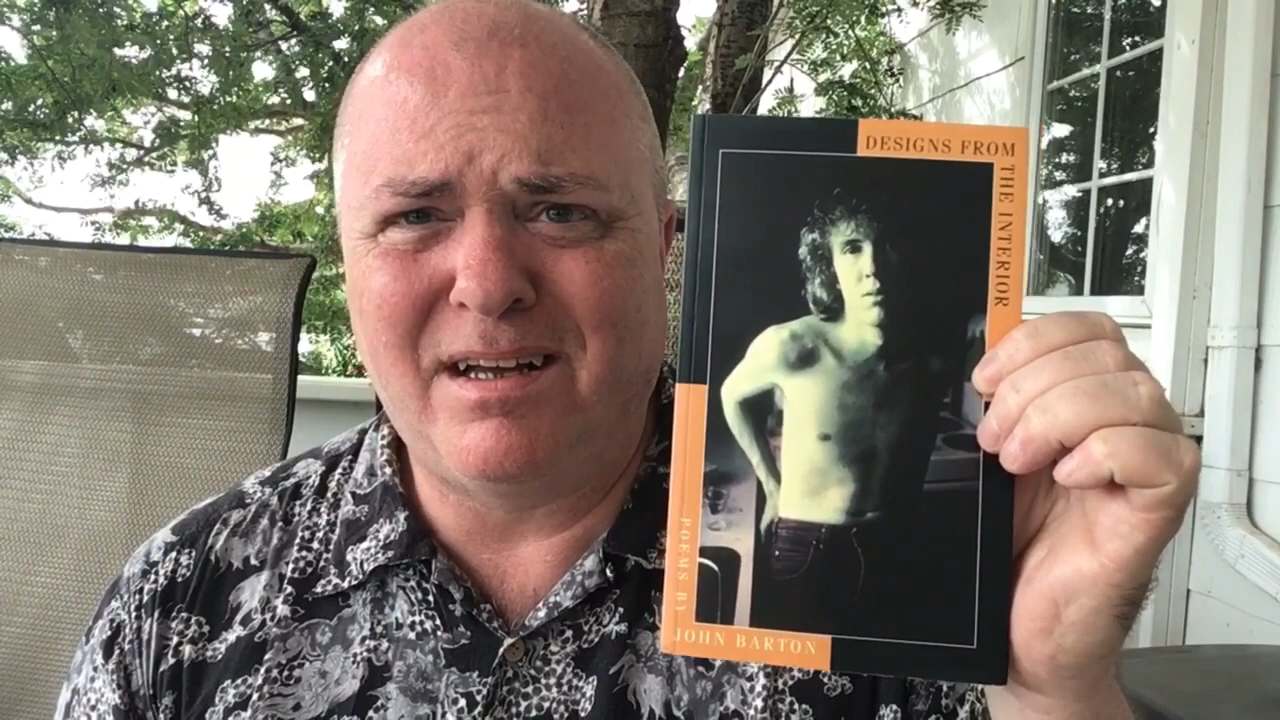 DESIGNS FROM
THE INTERIOR
POEMS BY
JOHN BARTON